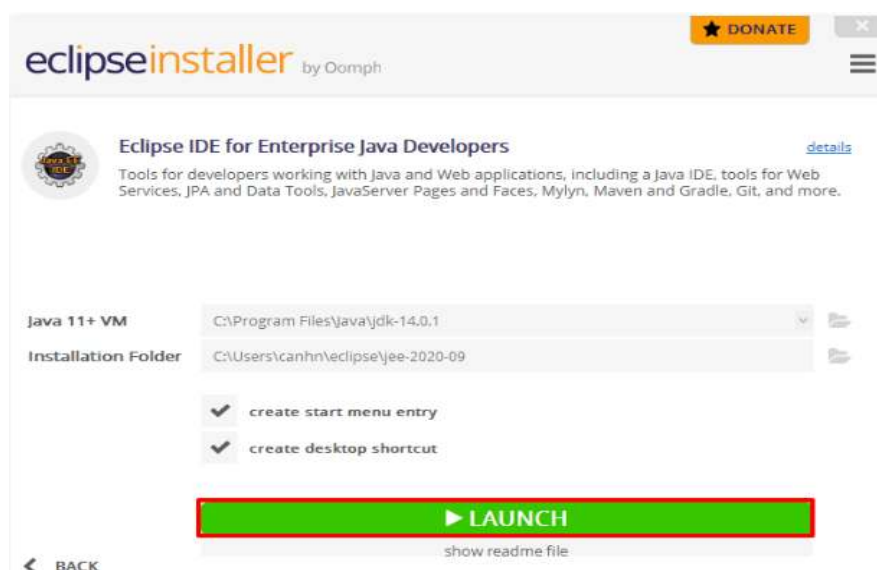 ★ DONATE
eclipseinstaller by Oomph
Eclipse IDE for Enterprise Java Developers
details
Java EE
IDE
Tools for developers working with Java and Web applications, including a Java IDE, tools for Web
Services, JPA and Data Tools, JavaServer Pages and Faces, Mylyn, Maven and Gradle, Git, and more.
Java 11+ VM
C:\Program Files\Java\jdk-14.0.1
Installation Folder
C:\Users\canhn\eclipse\jee-2020-09
create start menu entry
create desktop shortcut
LAUNCH
show readme file
BACK